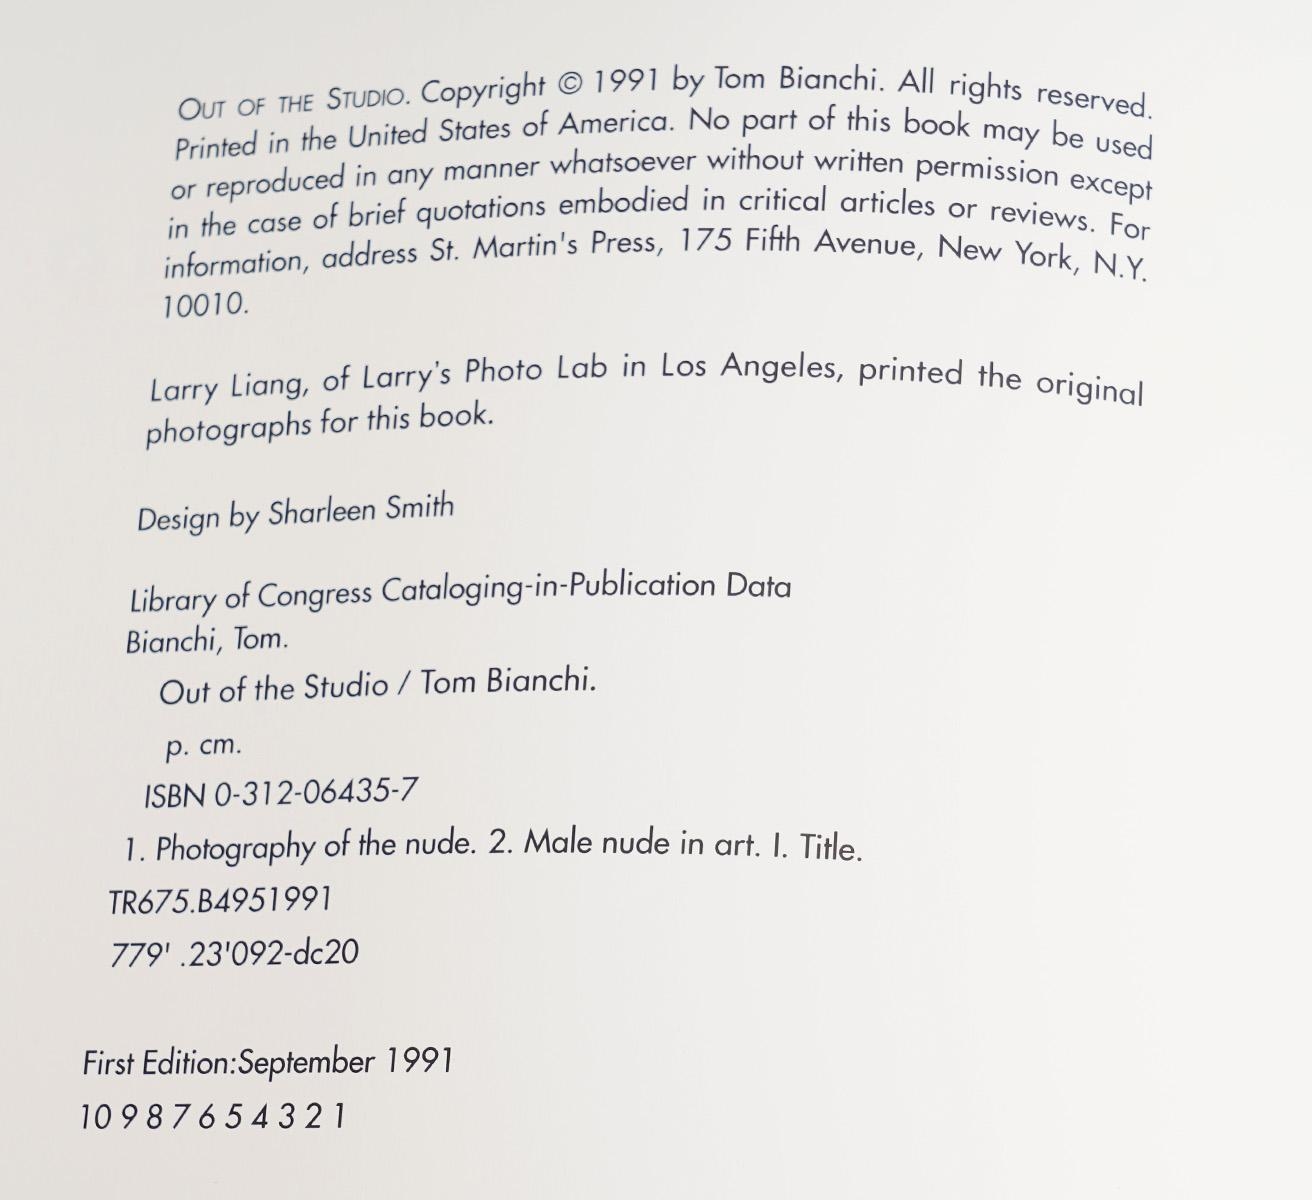 OUT OF THE STUDIO. Copyright © 1991 by Tom Bianchi. All rights reserved.
Printed in the United States of America. No part of this book may be used
or reproduced in any manner whatsoever without written permission except
in the case of brief quotations embodied in critical articles or reviews. For
information, address St. Martin's Press, 175 Fifth Avenue, New York, N.Y.
10010.
Larry Liang, of Larry's Photo Lab in Los Angeles, printed the original
photographs for this book.
Design by Sharleen Smith
Library of Congress Cataloging-in-Publication Data
Bianchi, Tom.
Out of the Studio / Tom Bianchi.
p. cm.
ISBN 0-312-06435-7
1. Photography of the nude. 2. Male nude in art. I. Title.
TR675.B4951991
779' .23'092-dc20
First Edition:September 1991
10 9 8 7 6 5 4 3 2 1